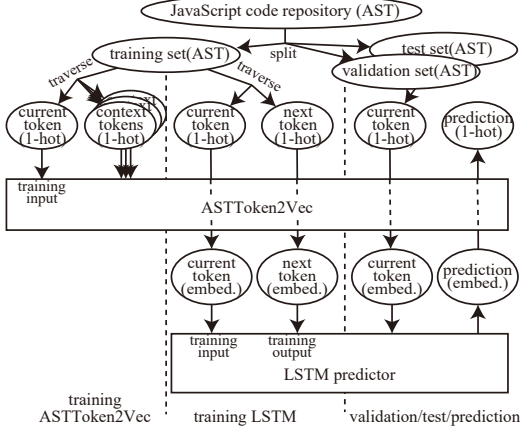 JavaScript code repository (AST)
split
training set(AST)
test set(AST)
validation set(AST)
traverse
traverse
current
token
(1-hot)
context
tokens
(1-hot)
current
token
(1-hot)
next
token
(1-hot)
current
token
(1-hot)
prediction
(1-hot)
training
input
ASTToken2Vec
current
token
(embed.)
next
token
(embed.)
current
token
(embed.)
prediction
(embed.)
training
input
training
output
LSTM predictor
training
ASTToken2Vec
training LSTM
validation/test/prediction